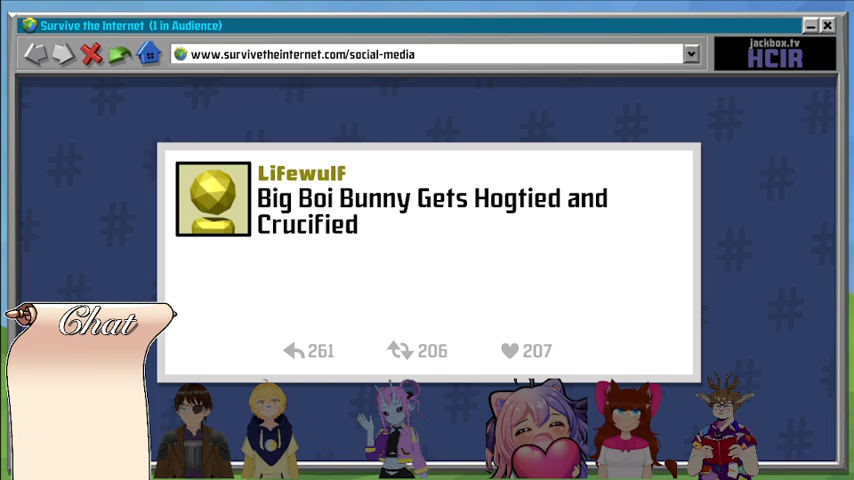 Survive the Internet (1 in Audience)
www.survivetheinternet.com/social-media
jackbox.tv
HCIR
Lifewulf
Big Boi Bunny Gets Hogtied and
Crucified
261
206
207
Chat